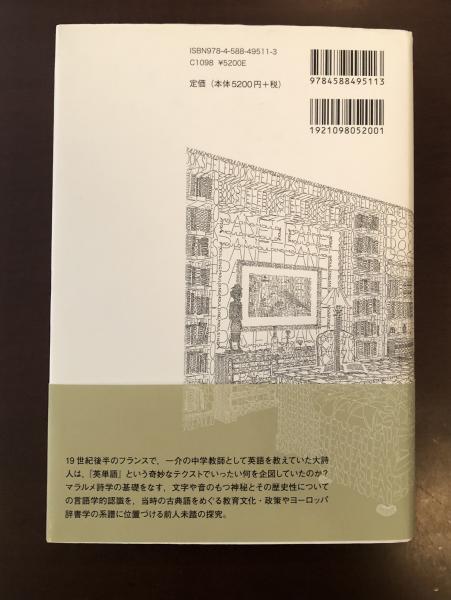 ISBN978-4-588-49511-3
C1098 ¥5200E
定価（本体5200円＋税）
9784588495113
1921098052001
19世紀後半のフランスで、一介の中学教師として英語を教えていた大詩
人は、『英単語』という奇妙なテクストでいったい何を企図していたのか？
マラルメ詩学の基礎をなす、文字や音のもつ神秘とその歴史性について
の言語学的認識を、当時の古典語をめぐる教育文化・政策やヨーロッパ
辞書学の系譜に位置づける前人未踏の探究。